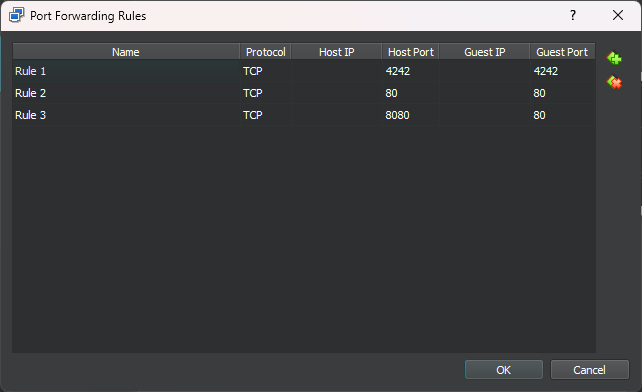 Port Forwarding Rules ?
Name Protocol Host IP Host Port Guest IP Guest Port
Rule 1 TCP 4242 4242
Rule 2 TCP 80 80
Rule 3 TCP 8080 80
OK Cancel